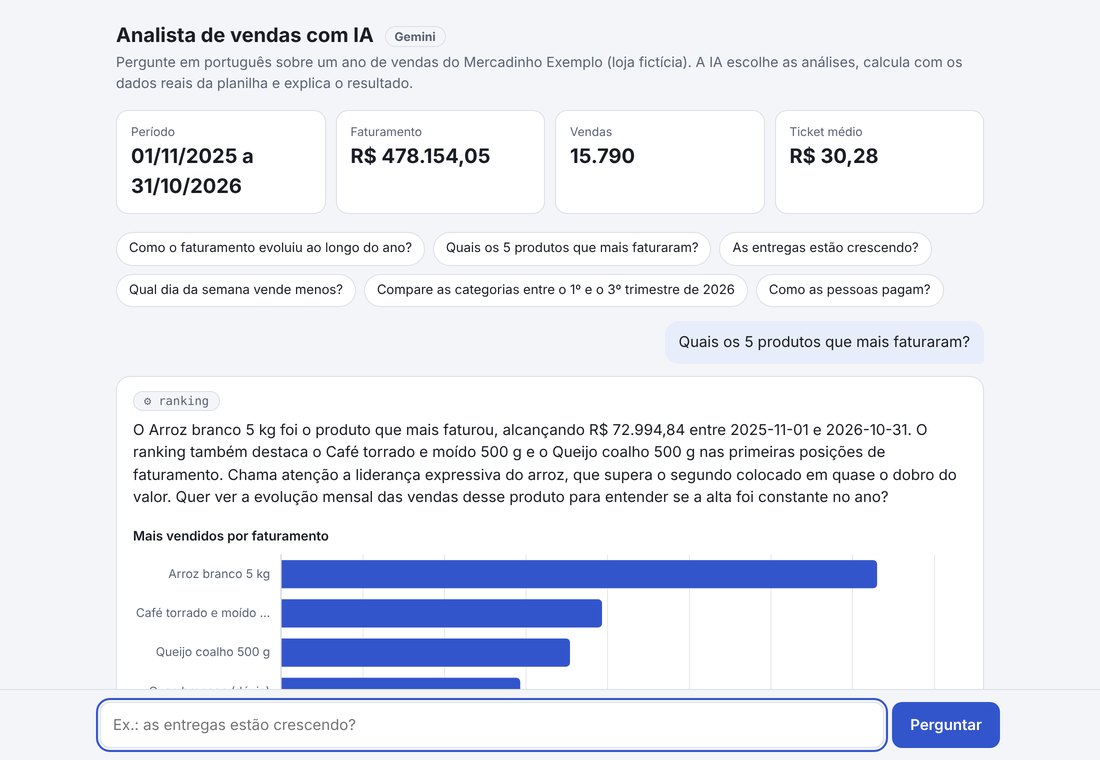 Analista de vendas com IA Gemini
Pergunte em português sobre um ano de vendas do Mercadinho Exemplo (loja fictícia). A IA escolhe as análises, calcula com os
dados reais da planilha e explica o resultado.
Período
01/11/2025 a
31/10/2026
Faturamento
R$ 478.154,05
Vendas
15.790
Ticket médio
R$ 30,28
Como o faturamento evoluiu ao longo do ano?
Quais os 5 produtos que mais faturaram?
As entregas estão crescendo?
Qual dia da semana vende menos?
Compare as categorias entre o 1º e o 3º trimestre de 2026
Como as pessoas pagam?
Quais os 5 produtos que mais faturaram?
⚙ ranking
O Arroz branco 5 kg foi o produto que mais faturou, alcançando R$ 72.994,84 entre 2025-11-01 e 2026-10-31. O
ranking também destaca o Café torrado e moído 500 g e o Queijo coalho 500 g nas primeiras posições de
faturamento. Chama atenção a liderança expressiva do arroz, que supera o segundo colocado em quase o dobro do
valor. Quer ver a evolução mensal das vendas desse produto para entender se a alta foi constante no ano?
Mais vendidos por faturamento
Arroz branco 5 kg
Café torrado e moído ...
Queijo coalho 500 g
Ex.: as entregas estão crescendo?
Perguntar